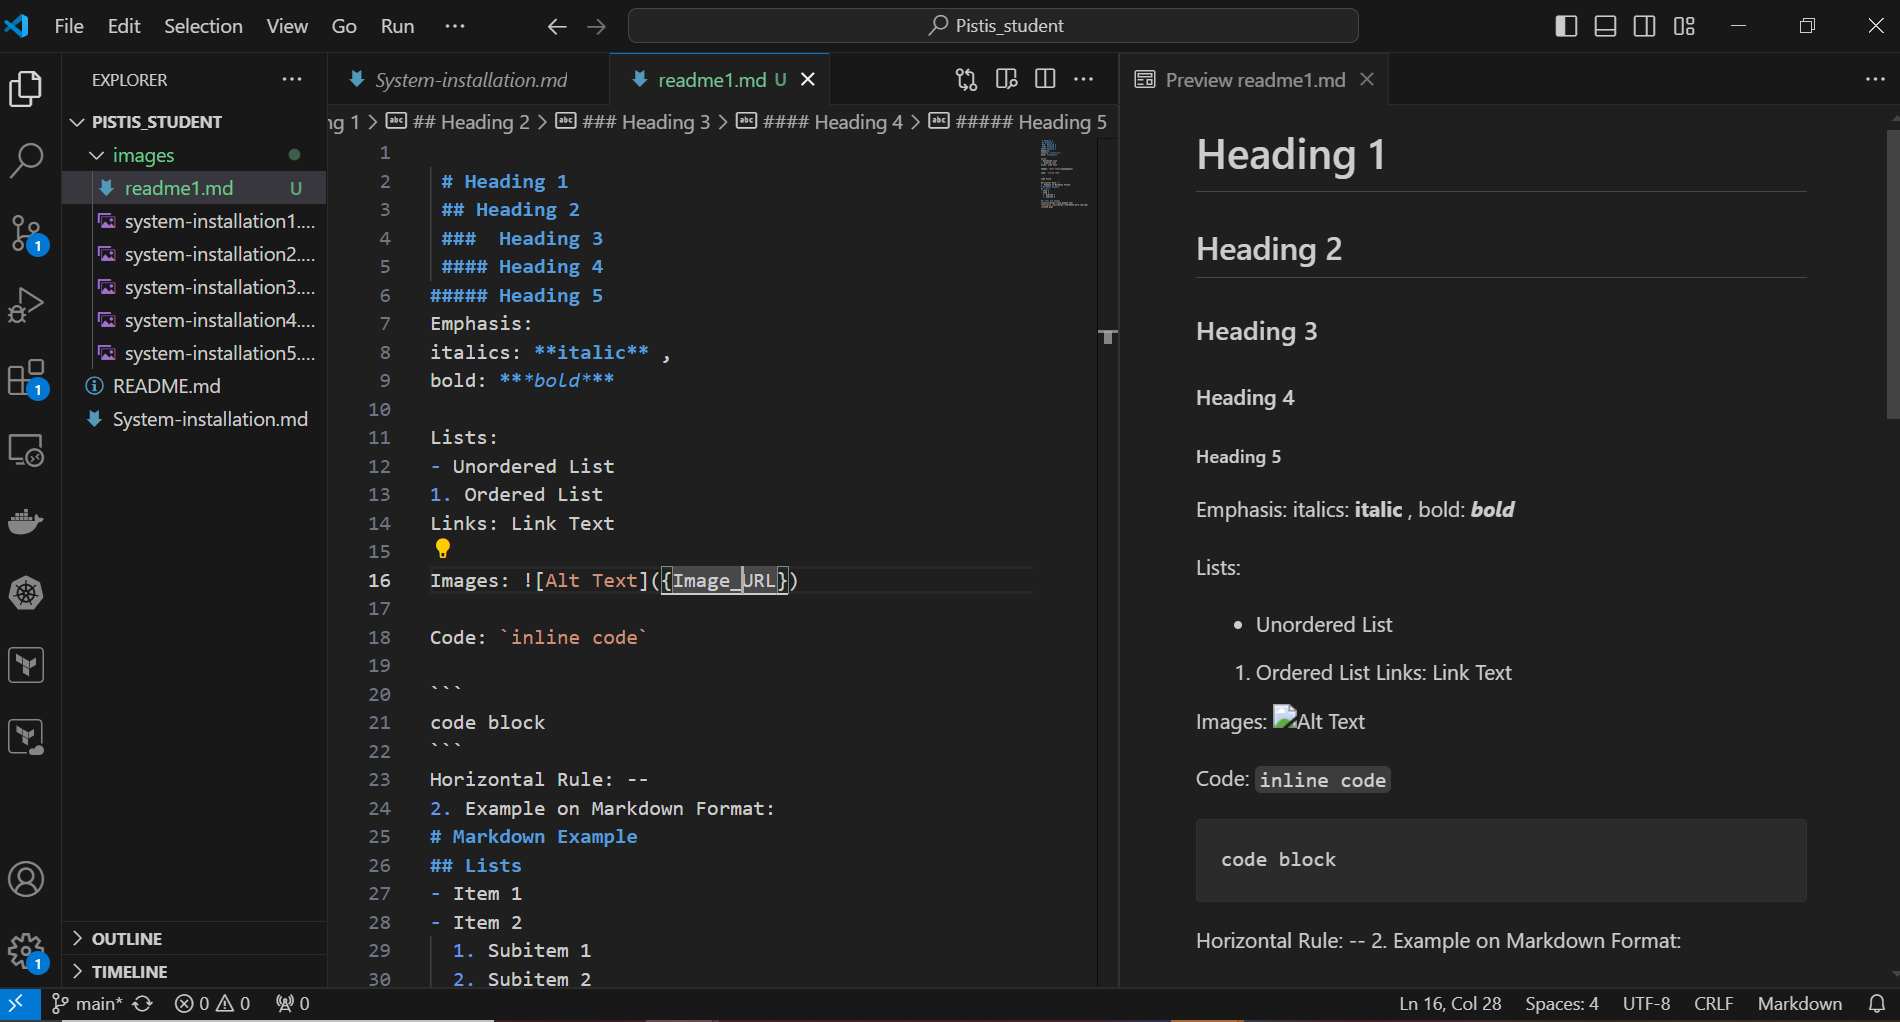 File Edit Selection View Go Run ··· Pistis_student
EXPLORER ···
PISTIS_STUDENT
images
readme1.md U
system-installation1....
system-installation2....
system-installation3....
system-installation4....
system-installation5....
README.md
System-installation.md
OUTLINE
TIMELINE
System-installation.md readme1.md U
ng 1 > ## Heading 2 > ### Heading 3 > #### Heading 4 > ##### Heading 5
1
2 # Heading 1
3 ## Heading 2
4 ###  Heading 3
5 #### Heading 4
6 ##### Heading 5
7 Emphasis:
8 italics: **italic** ,
9 bold: ***bold***
10
11 Lists:
12 - Unordered List
13 1. Ordered List
14 Links: Link Text
15
16 Images: ![Alt Text]({Image_URL})
17
18 Code: `inline code`
19
20 ```
21 code block
22 ```
23 Horizontal Rule: --
24 2. Example on Markdown Format:
25 # Markdown Example
26 ## Lists
27 - Item 1
28 - Item 2
29 1. Subitem 1
30 2. Subitem 2
Preview readme1.md
Heading 1
Heading 2
Heading 3
Heading 4
Heading 5
Emphasis: italics: italic , bold: bold
Lists:
• Unordered List
1. Ordered List Links: Link Text
Images: Alt Text
Code: inline code
code block
Horizontal Rule: -- 2. Example on Markdown Format:
1
1
1
main* 0 0 0 Ln 16, Col 28 Spaces: 4 UTF-8 CRLF Markdown